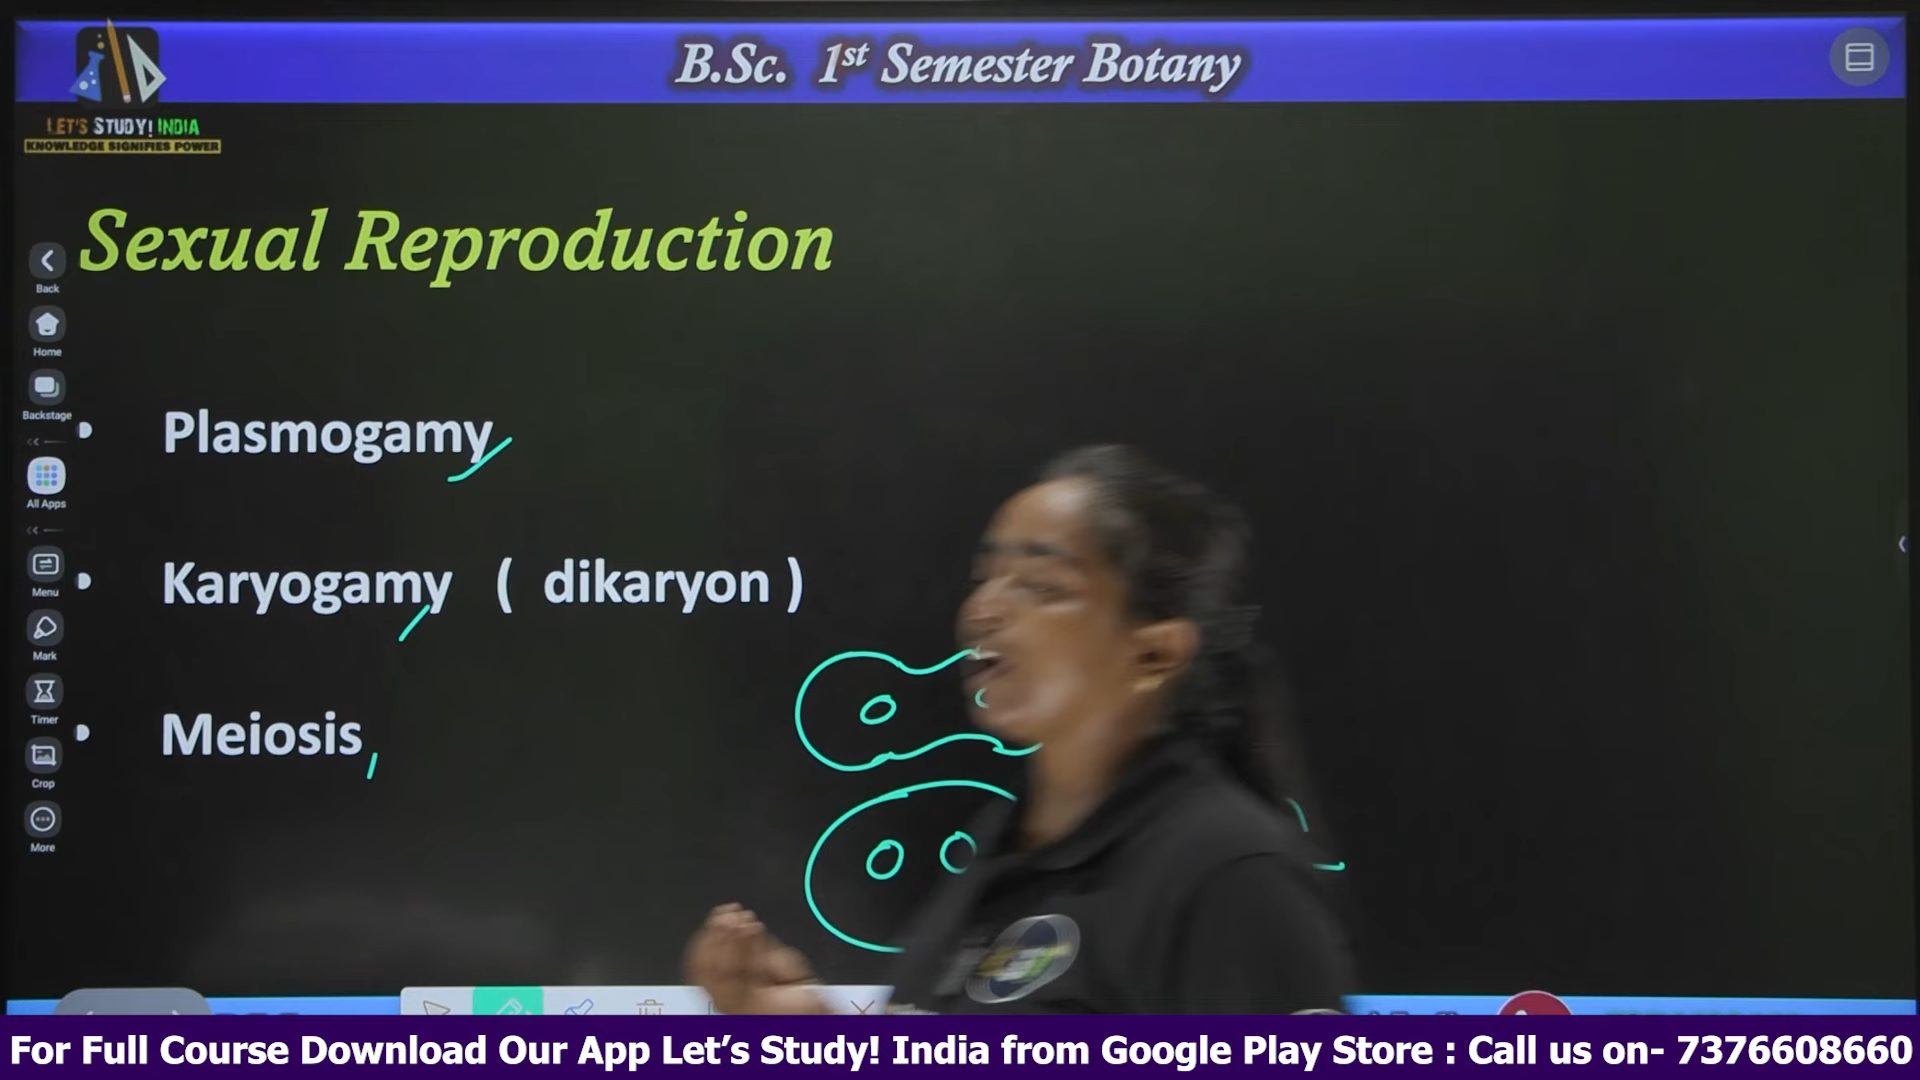 B.Sc. 1st Semester Botany
LET'S STUDY! INDIA
KNOWLEDGE SIGNIFIES POWER
Sexual Reproduction
Back
Home
Backstage
All Apps
Menu
Mark
Timer
Crop
More
• Plasmogamy
• Karyogamy ( dikaryon )
• Meiosis
For Full Course Download Our App Let's Study! India from Google Play Store : Call us on- 7376608660